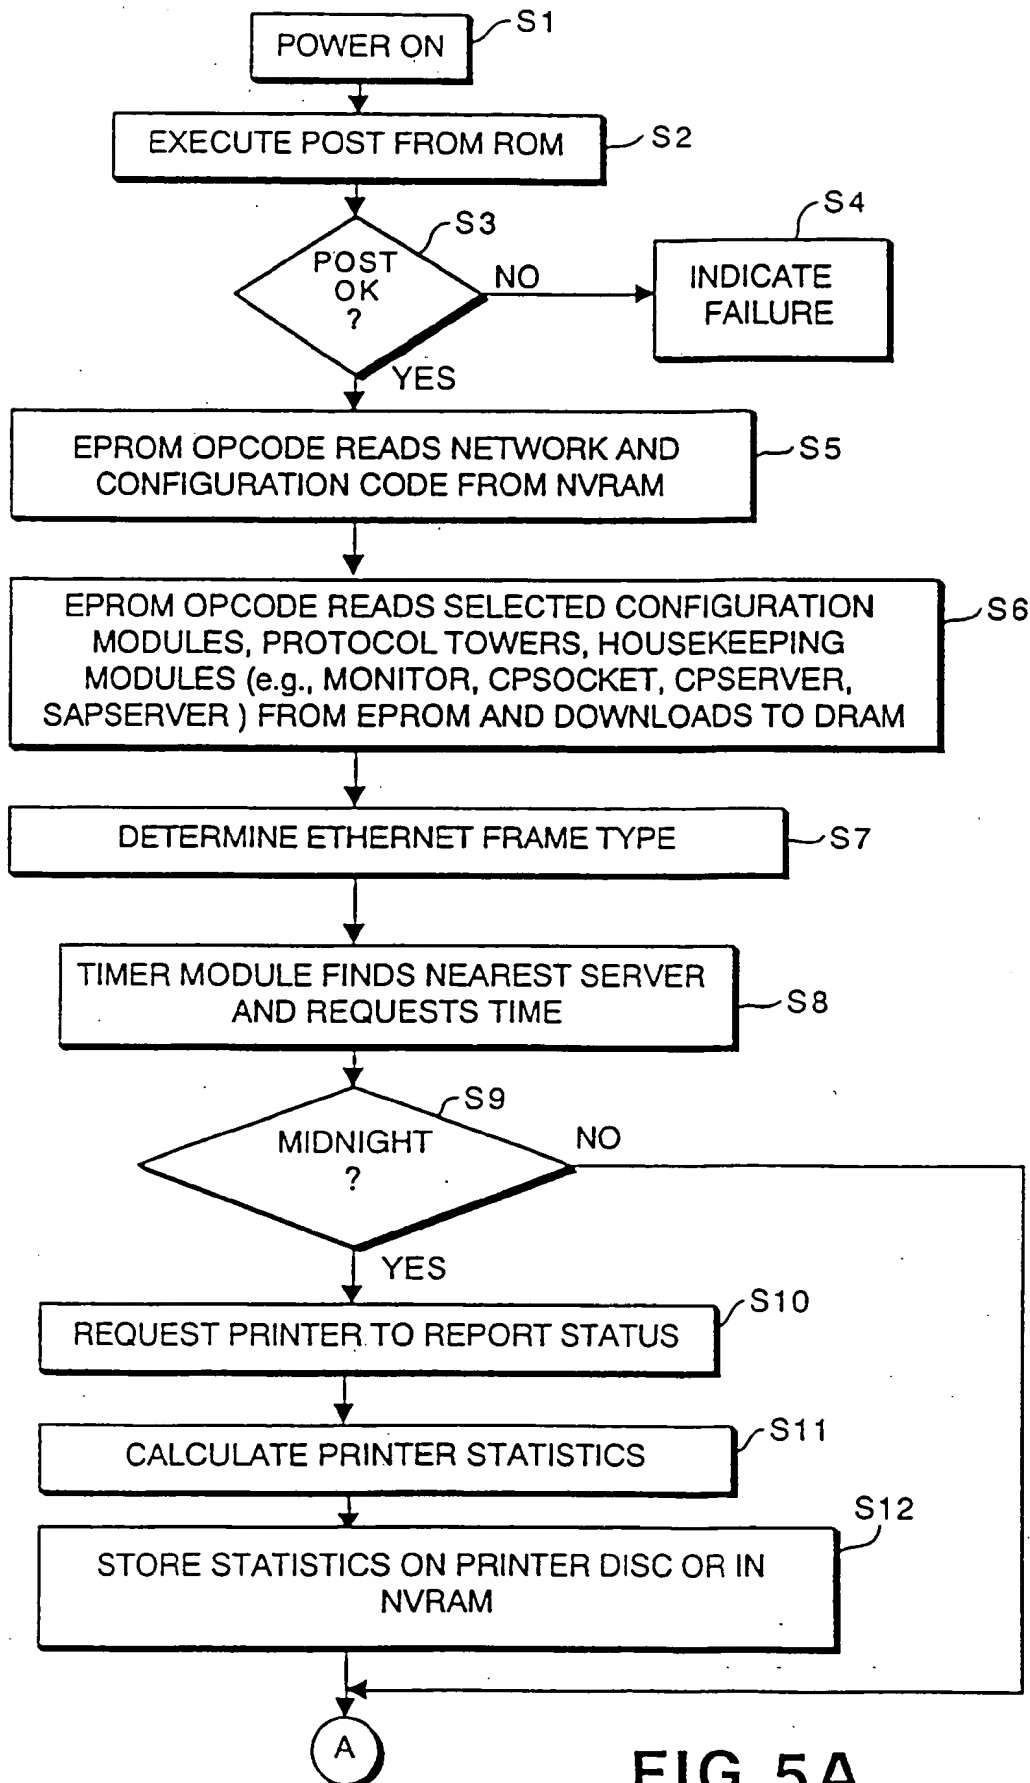 POWER ON
S1
EXECUTE POST FROM ROM
S2
POST
OK
?
S3
NO
S4
INDICATE
FAILURE
YES
EPROM OPCODE READS NETWORK AND
CONFIGURATION CODE FROM NVRAM
S5
EPROM OPCODE READS SELECTED CONFIGURATION
MODULES, PROTOCOL TOWERS, HOUSEKEEPING
MODULES (e.g., MONITOR, CPSOCKET, CPSERVER,
SAPSERVER ) FROM EPROM AND DOWNLOADS TO DRAM
S6
DETERMINE ETHERNET FRAME TYPE
S7
TIMER MODULE FINDS NEAREST SERVER
AND REQUESTS TIME
S8
MIDNIGHT
?
S9
NO
YES
REQUEST PRINTER TO REPORT STATUS
S10
CALCULATE PRINTER STATISTICS
S11
STORE STATISTICS ON PRINTER DISC OR IN
NVRAM
S12
A
FIG. 5A